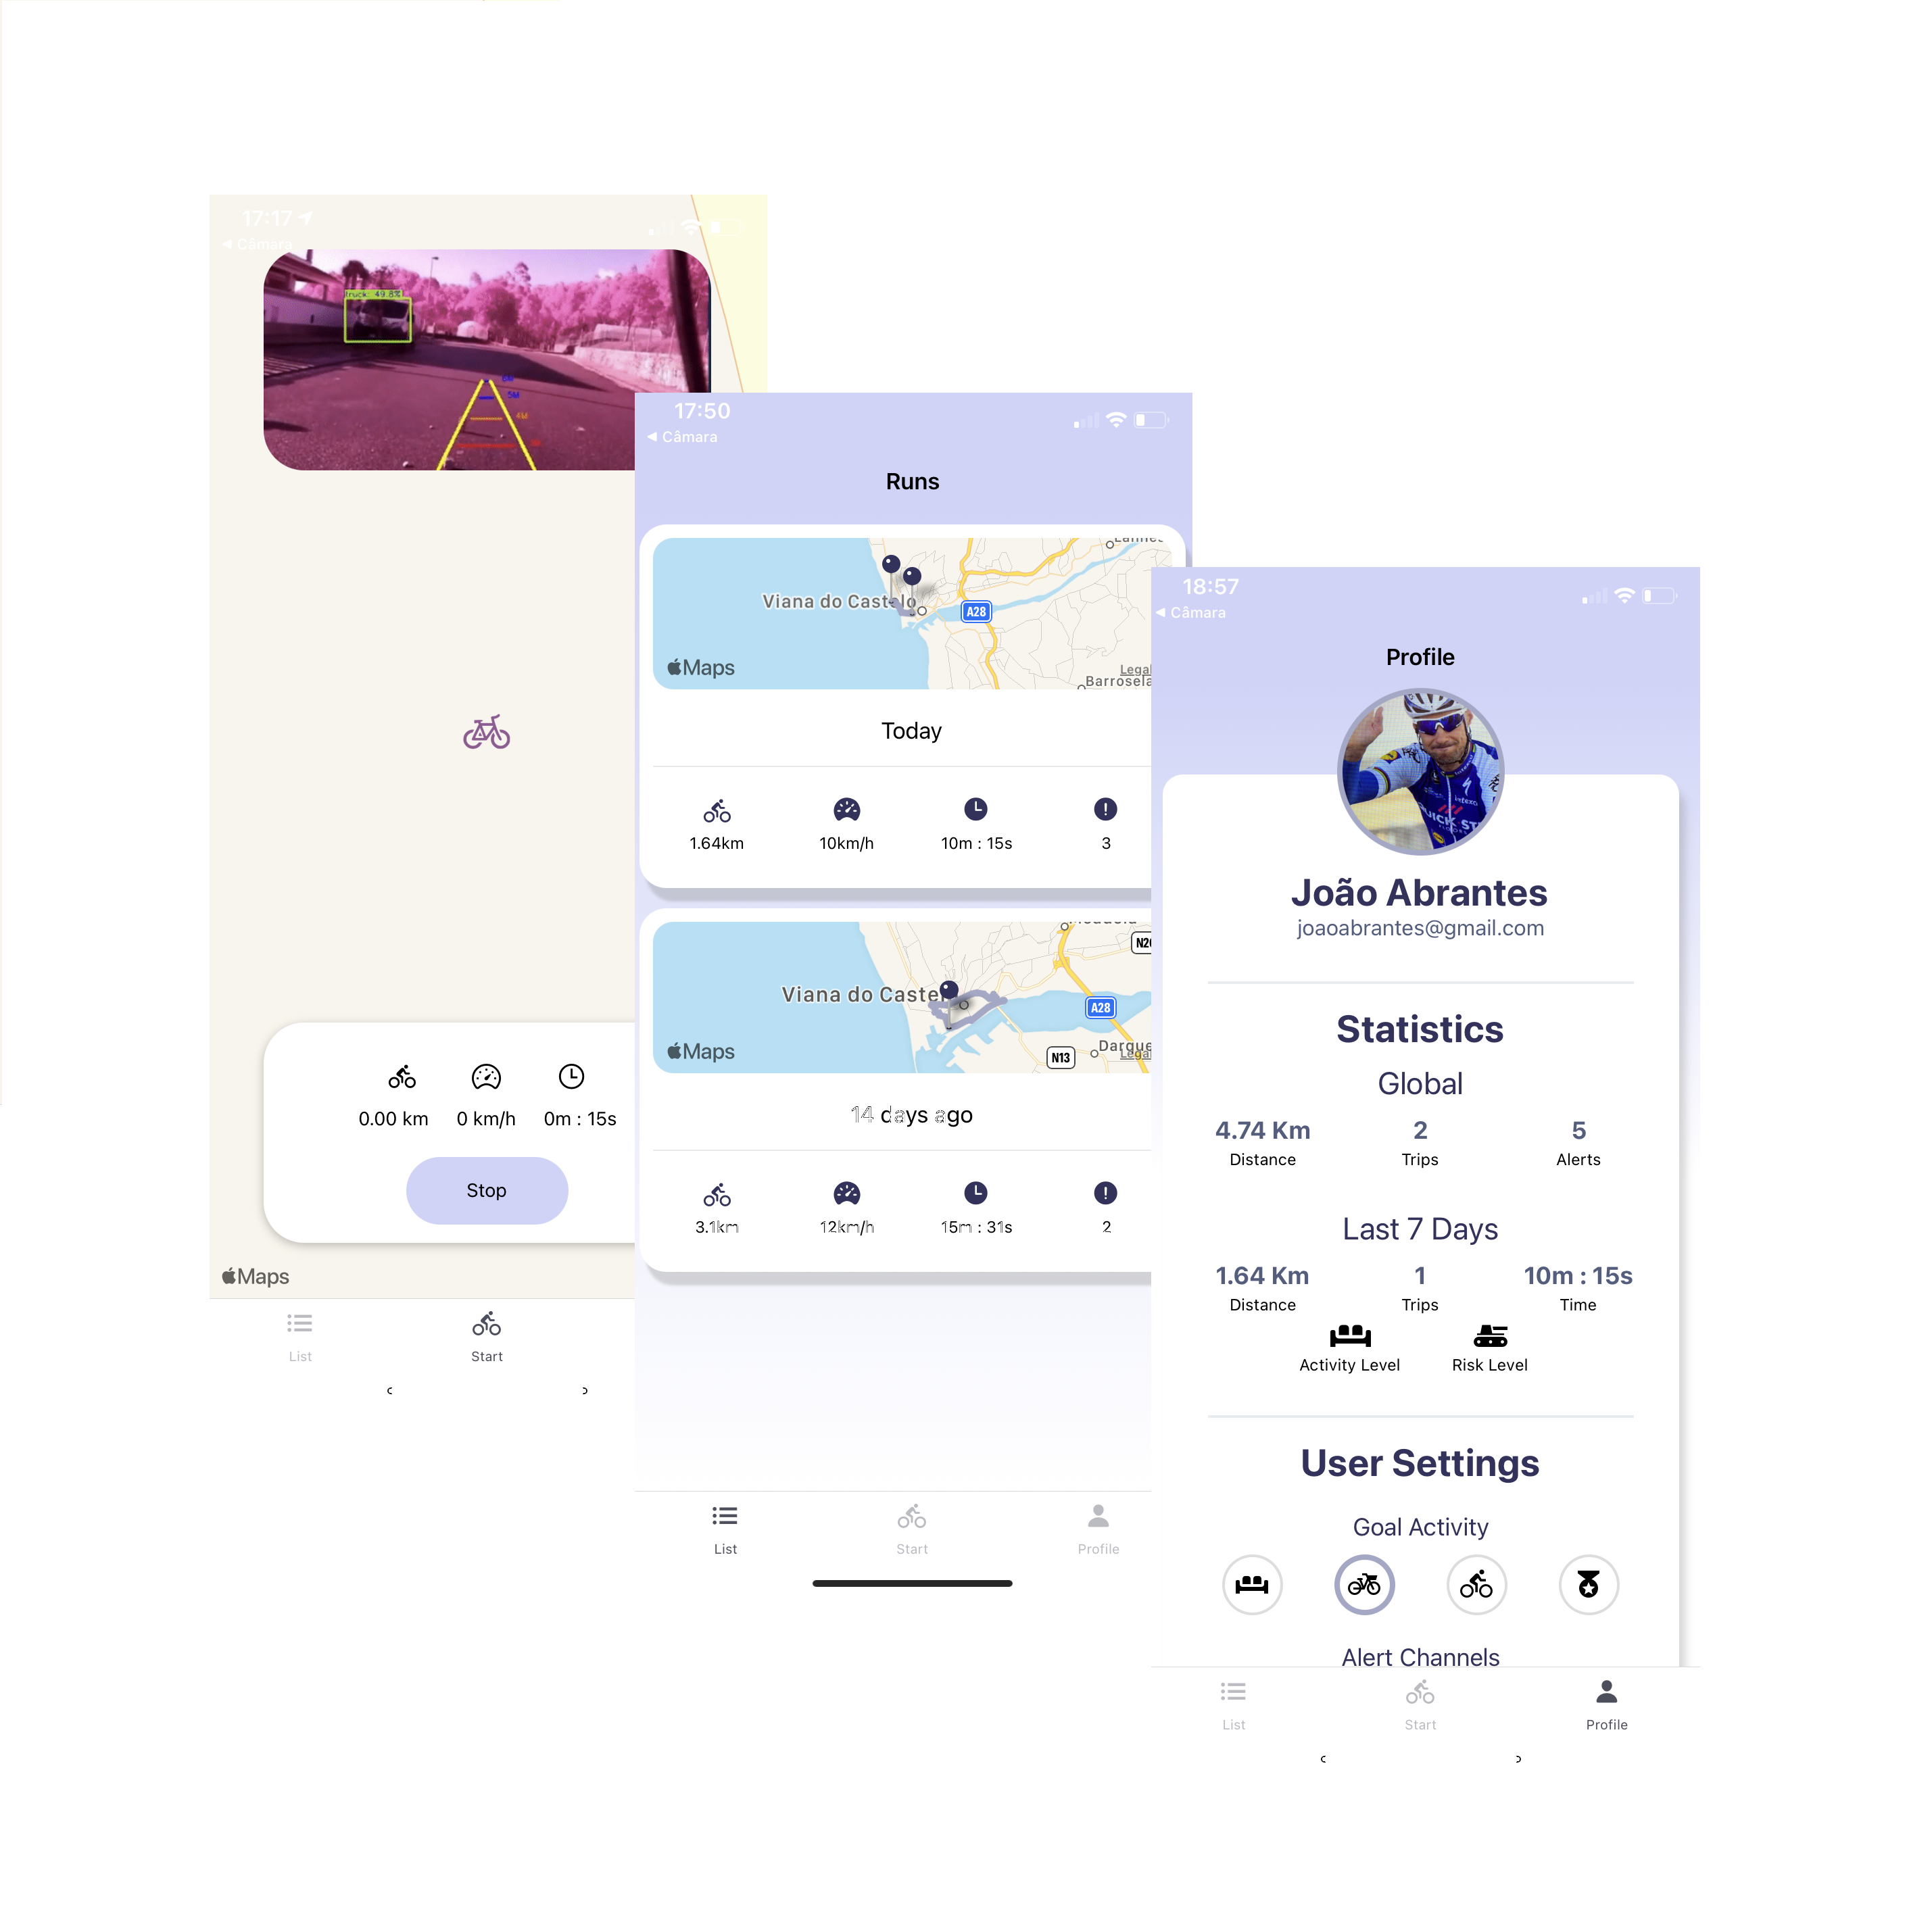 17:17
Câmara
truck: 49.8%
5M
4M
0.00 km
0 km/h
0m : 15s
Stop
Maps
List
Start
17:50
Câmara
Runs
Viana do Castelo
A28
Maps
Legal
Barrosela
Today
1.64km
10km/h
10m : 15s
3
Viana do Castel
N20
A28
N13
Darque
Legal
Maps
14 days ago
3.1km
12km/h
15m : 31s
2
List
Start
Profile
18:57
Câmara
Profile
João Abrantes
joaoabrantes@gmail.com
Statistics
Global
4.74 Km
2
5
Distance
Trips
Alerts
Last 7 Days
1.64 Km
1
10m : 15s
Distance
Trips
Time
Activity Level
Risk Level
User Settings
Goal Activity
Alert Channels
List
Start
Profile